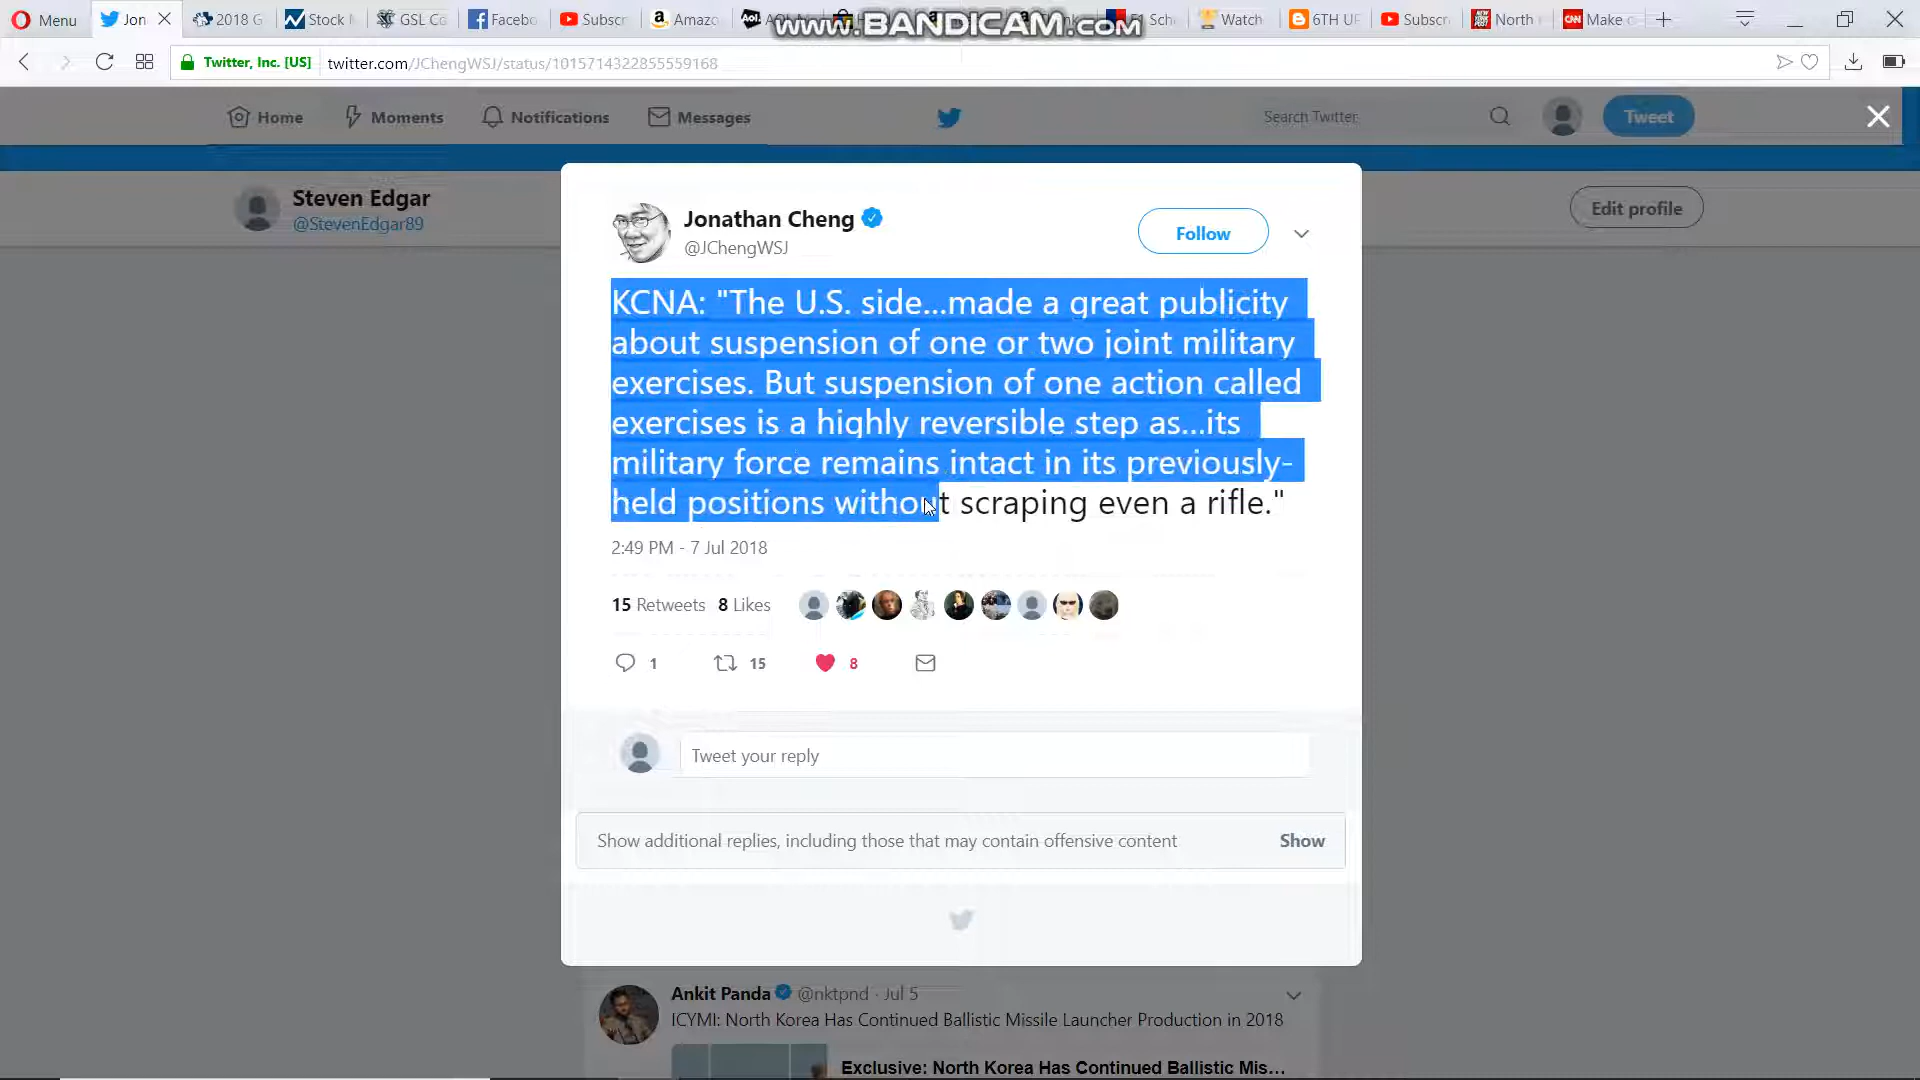 Menu
Jon
2018 G
Stock
GSL Co
Facebo
Subscr
Amazo
Watch
6TH UF
Subscr
North
Make
www.BANDICAM.com
Twitter, Inc. [US]
twitter.com/JChengWSJ/status/1015714322855559168
Home
Moments
Notifications
Messages
Search Twitter
Tweet
Steven Edgar
@StevenEdgar89
Edit profile
Jonathan Cheng
@JChengWSJ
Follow
KCNA: "The U.S. side...made a great publicity
about suspension of one or two joint military
exercises. But suspension of one action called
exercises is a highly reversible step as...its
military force remains intact in its previously-
held positions without scraping even a rifle."
2:49 PM - 7 Jul 2018
15 Retweets 8 Likes
1
15
8
Tweet your reply
Show additional replies, including those that may contain offensive content
Show
Ankit Panda @nktpnd · Jul 5
ICYMI: North Korea Has Continued Ballistic Missile Launcher Production in 2018
Exclusive: North Korea Has Continued Ballistic Mis...